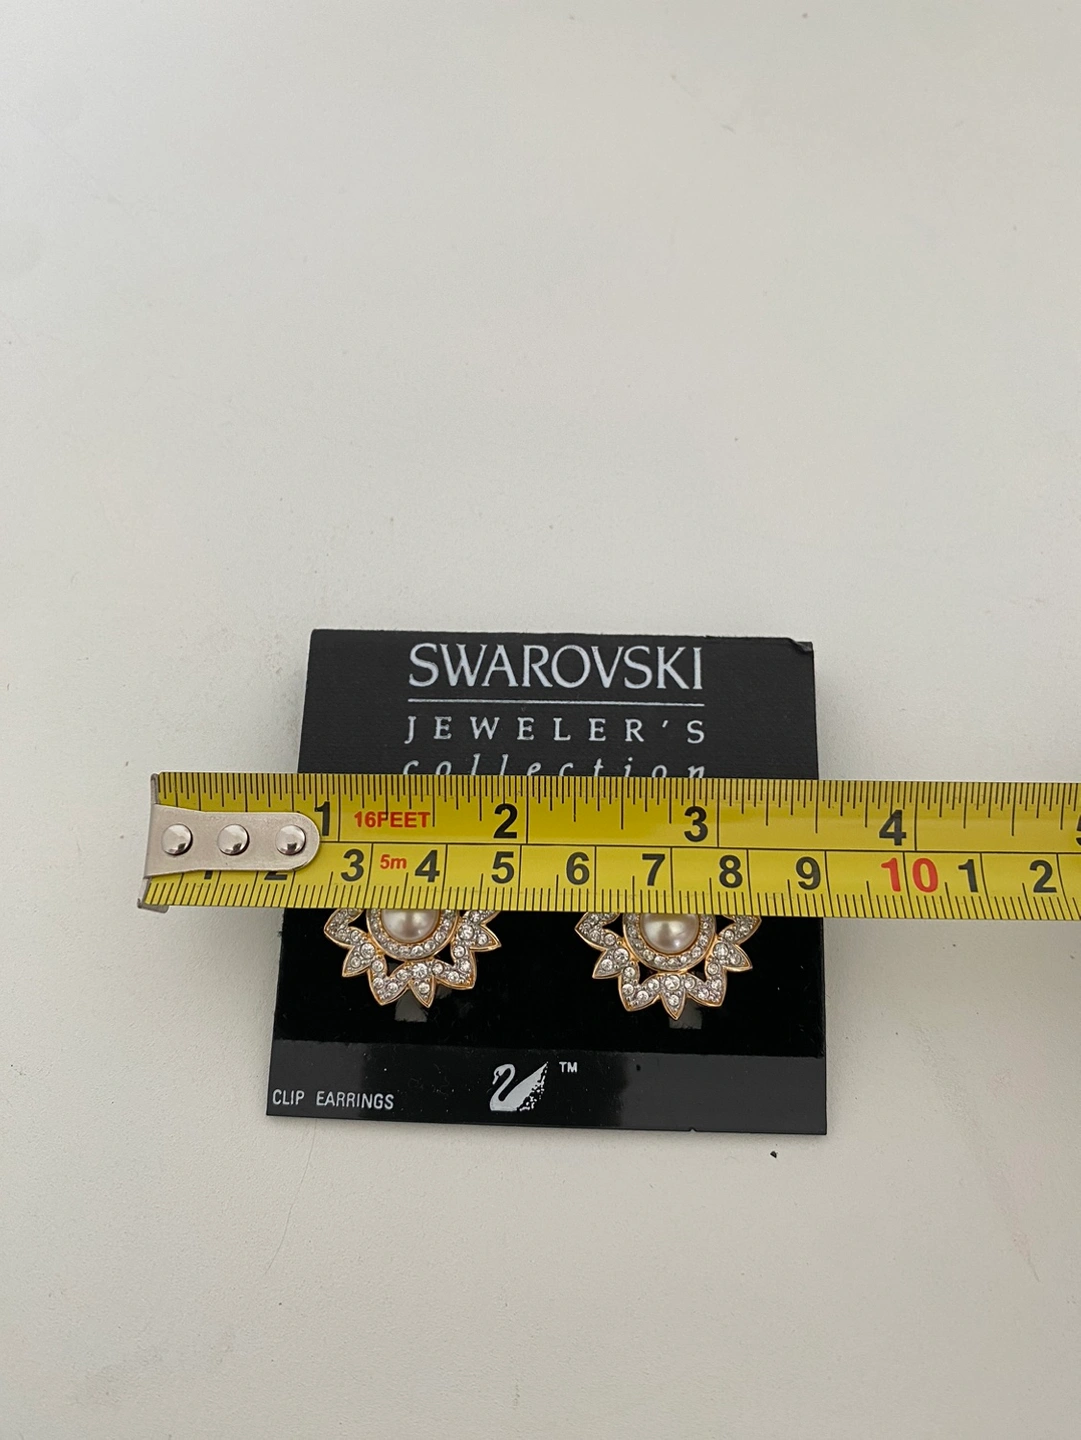 SWAROVSKI
JEWELER'S
collection
1 16FEET 2 3 4
1 2 3 5m 4 5 6 7 8 9 10 1 2
CLIP EARRINGS
TM